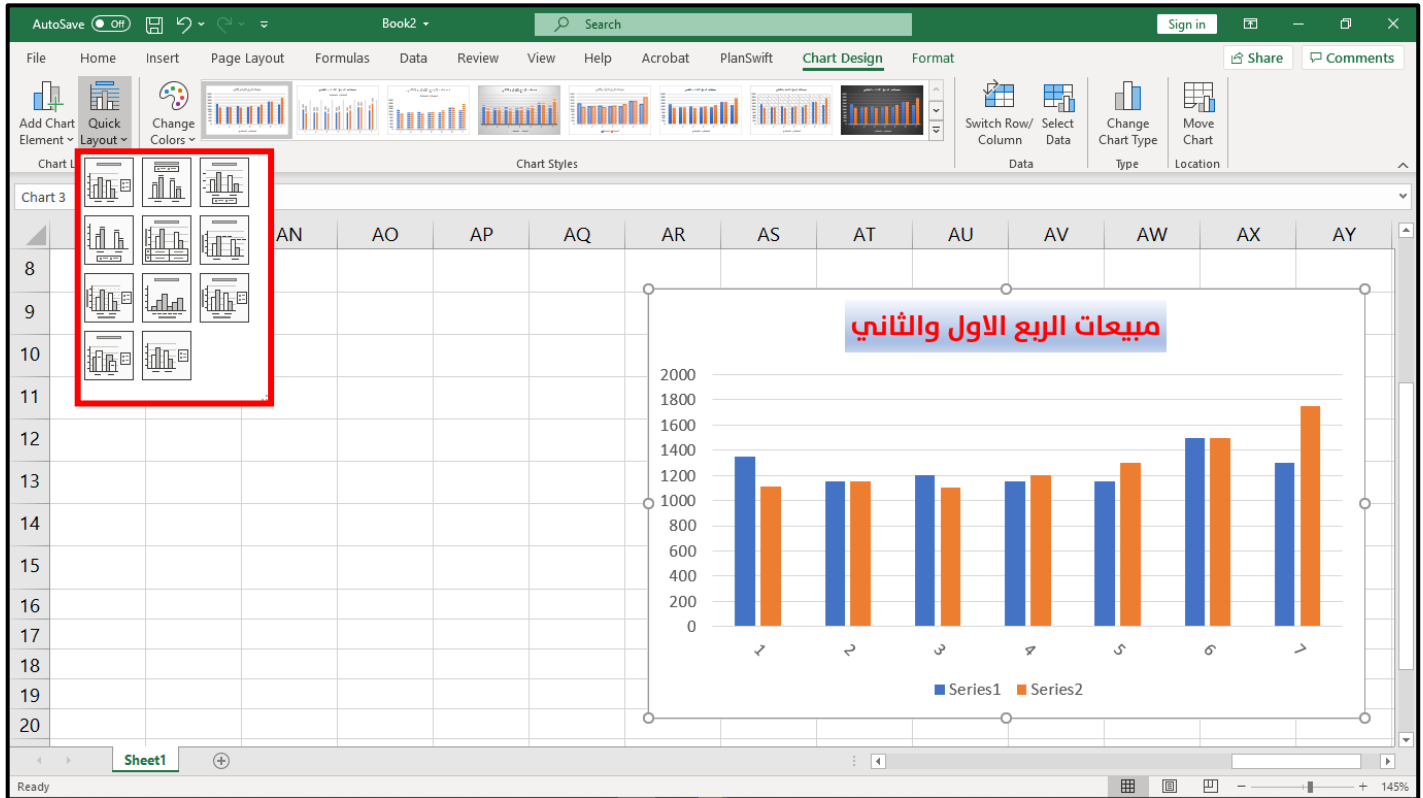 AutoSave Off Book2 Search Sign in
File Home Insert Page Layout Formulas Data Review View Help Acrobat PlanSwift Chart Design Format Share Comments
Add Chart Element Quick Layout Change Colors Switch Row/ Column Select Data Change Chart Type Move Chart
Chart L Chart Styles Data Type Location
Chart 3
AN AO AP AQ AR AS AT AU AV AW AX AY
8
9
10
11
12
13
14
15
16
17
18
19
20
مبيعات الربع الاول والثاني
2000
1800
1600
1400
1200
1000
800
600
400
200
0
1 2 3 4 5 6 7
Series1 Series2
Sheet1
Ready 145%